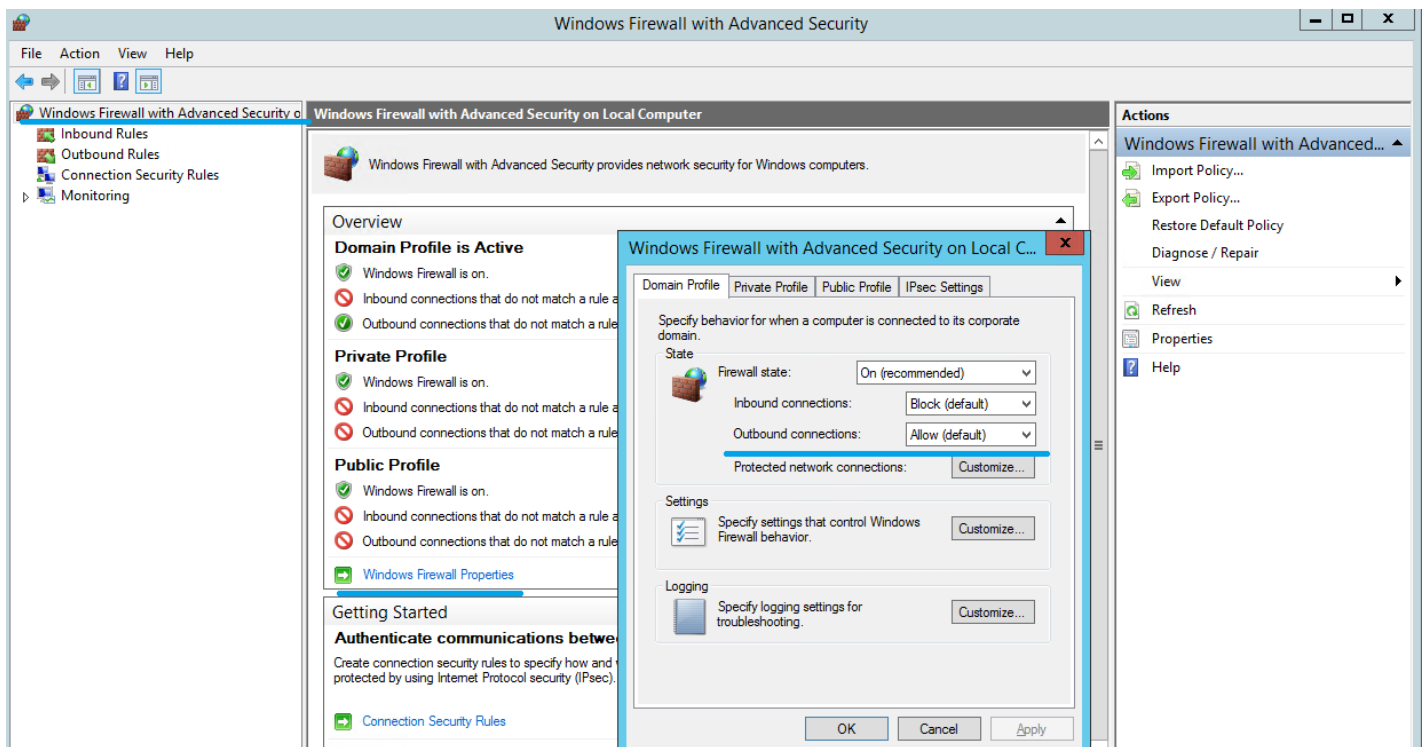 Windows Firewall with Advanced Security
File Action View Help
Windows Firewall with Advanced Security o
Inbound Rules
Outbound Rules
Connection Security Rules
Monitoring
Windows Firewall with Advanced Security on Local Computer
Windows Firewall with Advanced Security provides network security for Windows computers.
Overview
Domain Profile is Active
Windows Firewall is on.
Inbound connections that do not match a rule a
Outbound connections that do not match a rule
Private Profile
Windows Firewall is on.
Inbound connections that do not match a rule a
Outbound connections that do not match a rule
Public Profile
Windows Firewall is on.
Inbound connections that do not match a rule a
Outbound connections that do not match a rule
Windows Firewall Properties
Getting Started
Authenticate communications betwe
Create connection security rules to specify how and
protected by using Internet Protocol security (IPsec).
Connection Security Rules
Windows Firewall with Advanced Security on Local C...
Domain Profile Private Profile Public Profile IPsec Settings
Specify behavior for when a computer is connected to its corporate
domain.
State
Firewall state: On (recommended)
Inbound connections: Block (default)
Outbound connections: Allow (default)
Protected network connections: Customize...
Settings
Specify settings that control Windows
Firewall behavior.
Customize...
Logging
Specify logging settings for
troubleshooting.
Customize...
OK Cancel Apply
Actions
Windows Firewall with Advanced...
Import Policy...
Export Policy...
Restore Default Policy
Diagnose / Repair
View
Refresh
Properties
Help